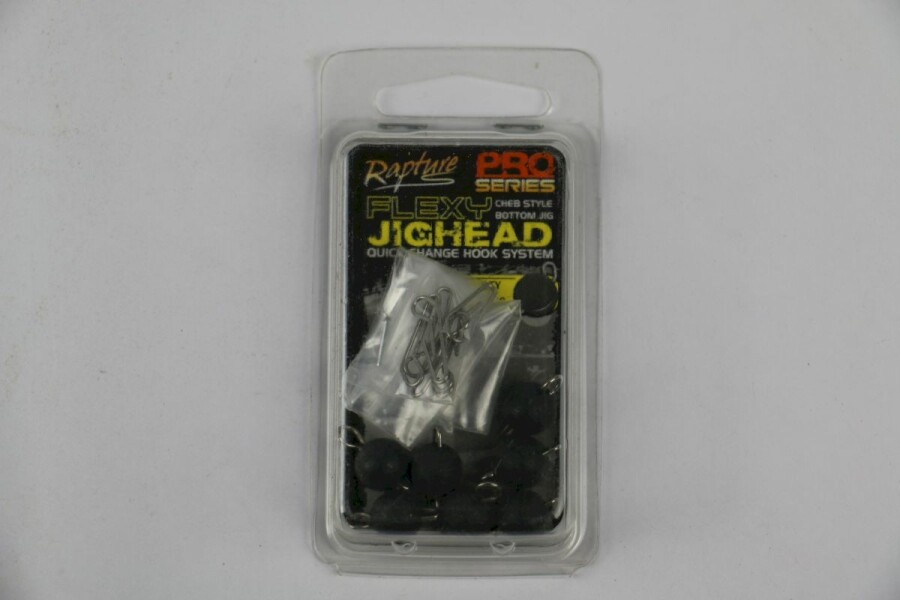 Rapture PRO
SERIES
FLEXY CHEB STYLE
BOTTOM JIG
JIGHEAD
QUICK CHANGE HOOK SYSTEM